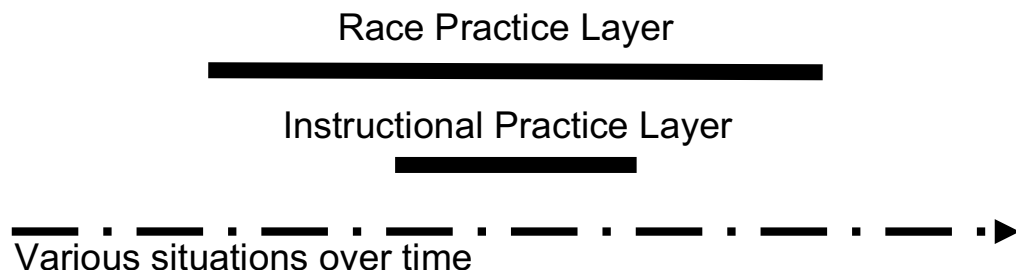 Race Practice Layer
Instructional Practice Layer
Various situations over time